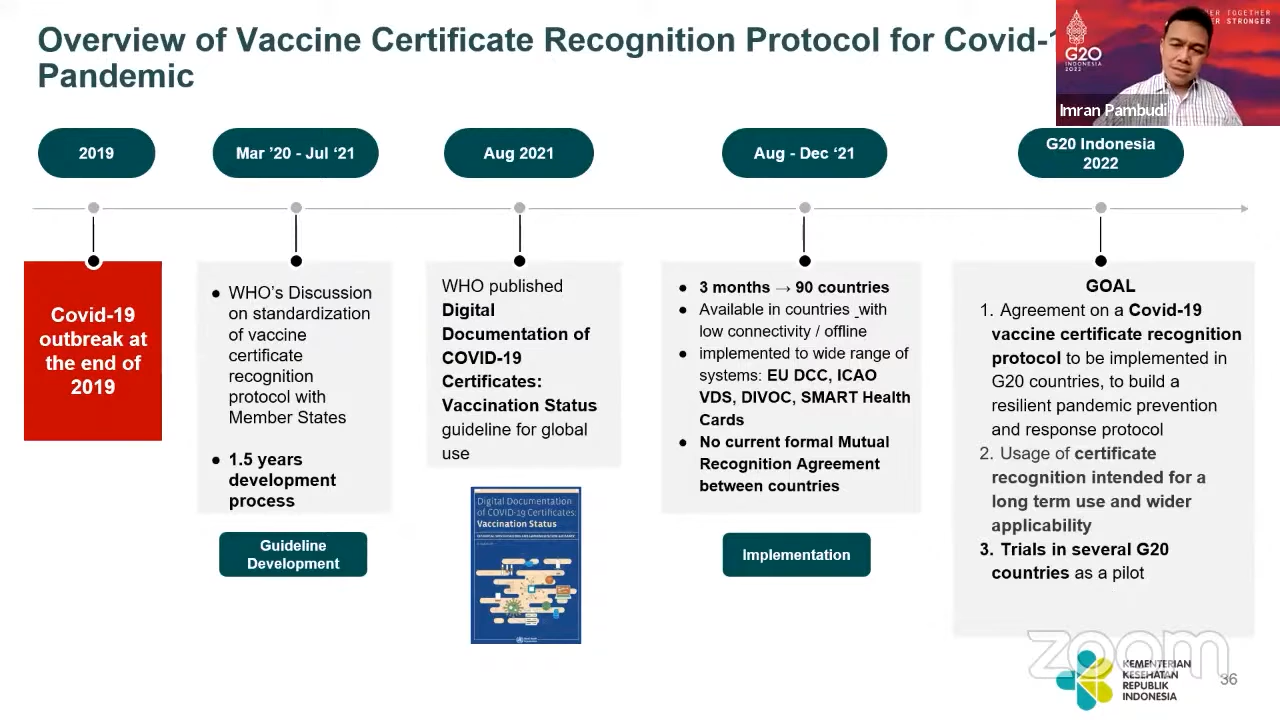 Overview of Vaccine Certificate Recognition Protocol for Covid-1
Pandemic
ER TOGETHER
ER STRONGER
G20
INDONESIA
2022
Imran Pambudi
2019
Mar ’20 - Jul ‘21
Aug 2021
Aug - Dec ‘21
G20 Indonesia
2022
Covid-19
outbreak at
the end of
2019
● WHO’s Discussion
on standardization
of vaccine
certificate
recognition
protocol with
Member States
● 1.5 years
development
process
Guideline
Development
WHO published
Digital
Documentation of
COVID-19
Certificates:
Vaccination Status
guideline for global
use
Digital Documentation
of COVID-19 Certificates:
Vaccination Status
● 3 months → 90 countries
● Available in countries _with
low connectivity / offline
● implemented to wide range of
systems: EU DCC, ICAO
VDS, DIVOC, SMART Health
Cards
● No current formal Mutual
Recognition Agreement
between countries
Implementation
GOAL
1. Agreement on a Covid-19
vaccine certificate recognition
protocol to be implemented in
G20 countries, to build a
resilient pandemic prevention
and response protocol
2. Usage of certificate
recognition intended for a
long term use and wider
applicability
3. Trials in several G20
countries as a pilot
zoom
KEMENTERIAN
KESEHATAN
REPUBLIK
INDONESIA
36